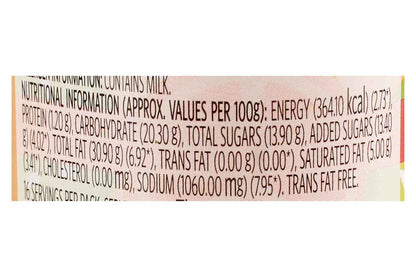 INFORMATION: CONTAINS MILK.
NUTRITIONAL INFORMATION (APPROX. VALUES PER 100g): ENERGY (364.10 kcal) (2.73*),
PROTEIN (1.20 g), CARBOHYDRATE (20.30 g), TOTAL SUGARS (13.90 g), ADDED SUGARS (13.40
g) (4.02*), TOTAL FAT (30.90 g) (6.92*), TRANS FAT (0.00 g) (0.00*), SATURATED FAT (5.00 g)
(3.41*), CHOLESTEROL (0.00 mg), SODIUM (1060.00 mg) (7.95*). TRANS FAT FREE.
16 SERVINGS PER PACK.